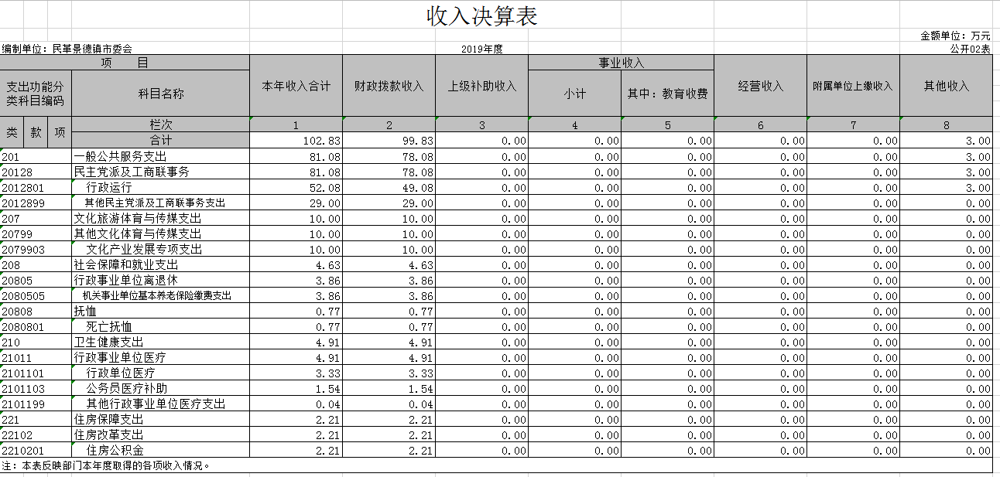 收入决算表
金额单位：万元
编制单位：民革景德镇市委会 2019年度 公开02表
项 目 本年收入合计 财政拨款收入 上级补助收入 事业收入 经营收入 附属单位上缴收入 其他收入
支出功能分类科目编码 科目名称 小计 其中：教育收费
类 款 项 栏次 1 2 3 4 5 6 7 8
合计 102.83 99.83 0.00 0.00 0.00 0.00 0.00 3.00
201 一般公共服务支出 81.08 78.08 0.00 0.00 0.00 0.00 0.00 3.00
20128 民主党派及工商联事务 81.08 78.08 0.00 0.00 0.00 0.00 0.00 3.00
2012801 行政运行 52.08 49.08 0.00 0.00 0.00 0.00 0.00 3.00
2012899 其他民主党派及工商联事务支出 29.00 29.00 0.00 0.00 0.00 0.00 0.00 0.00
207 文化旅游体育与传媒支出 10.00 10.00 0.00 0.00 0.00 0.00 0.00 0.00
20799 其他文化体育与传媒支出 10.00 10.00 0.00 0.00 0.00 0.00 0.00 0.00
2079903 文化产业发展专项支出 10.00 10.00 0.00 0.00 0.00 0.00 0.00 0.00
208 社会保障和就业支出 4.63 4.63 0.00 0.00 0.00 0.00 0.00 0.00
20805 行政事业单位离退休 3.86 3.86 0.00 0.00 0.00 0.00 0.00 0.00
2080505 机关事业单位基本养老保险缴费支出 3.86 3.86 0.00 0.00 0.00 0.00 0.00 0.00
20808 抚恤 0.77 0.77 0.00 0.00 0.00 0.00 0.00 0.00
2080801 死亡抚恤 0.77 0.77 0.00 0.00 0.00 0.00 0.00 0.00
210 卫生健康支出 4.91 4.91 0.00 0.00 0.00 0.00 0.00 0.00
21011 行政事业单位医疗 4.91 4.91 0.00 0.00 0.00 0.00 0.00 0.00
2101101 行政单位医疗 3.33 3.33 0.00 0.00 0.00 0.00 0.00 0.00
2101103 公务员医疗补助 1.54 1.54 0.00 0.00 0.00 0.00 0.00 0.00
2101199 其他行政事业单位医疗支出 0.04 0.04 0.00 0.00 0.00 0.00 0.00 0.00
221 住房保障支出 2.21 2.21 0.00 0.00 0.00 0.00 0.00 0.00
22102 住房改革支出 2.21 2.21 0.00 0.00 0.00 0.00 0.00 0.00
2210201 住房公积金 2.21 2.21 0.00 0.00 0.00 0.00 0.00 0.00
注：本表反映部门本年度取得的各项收入情况。